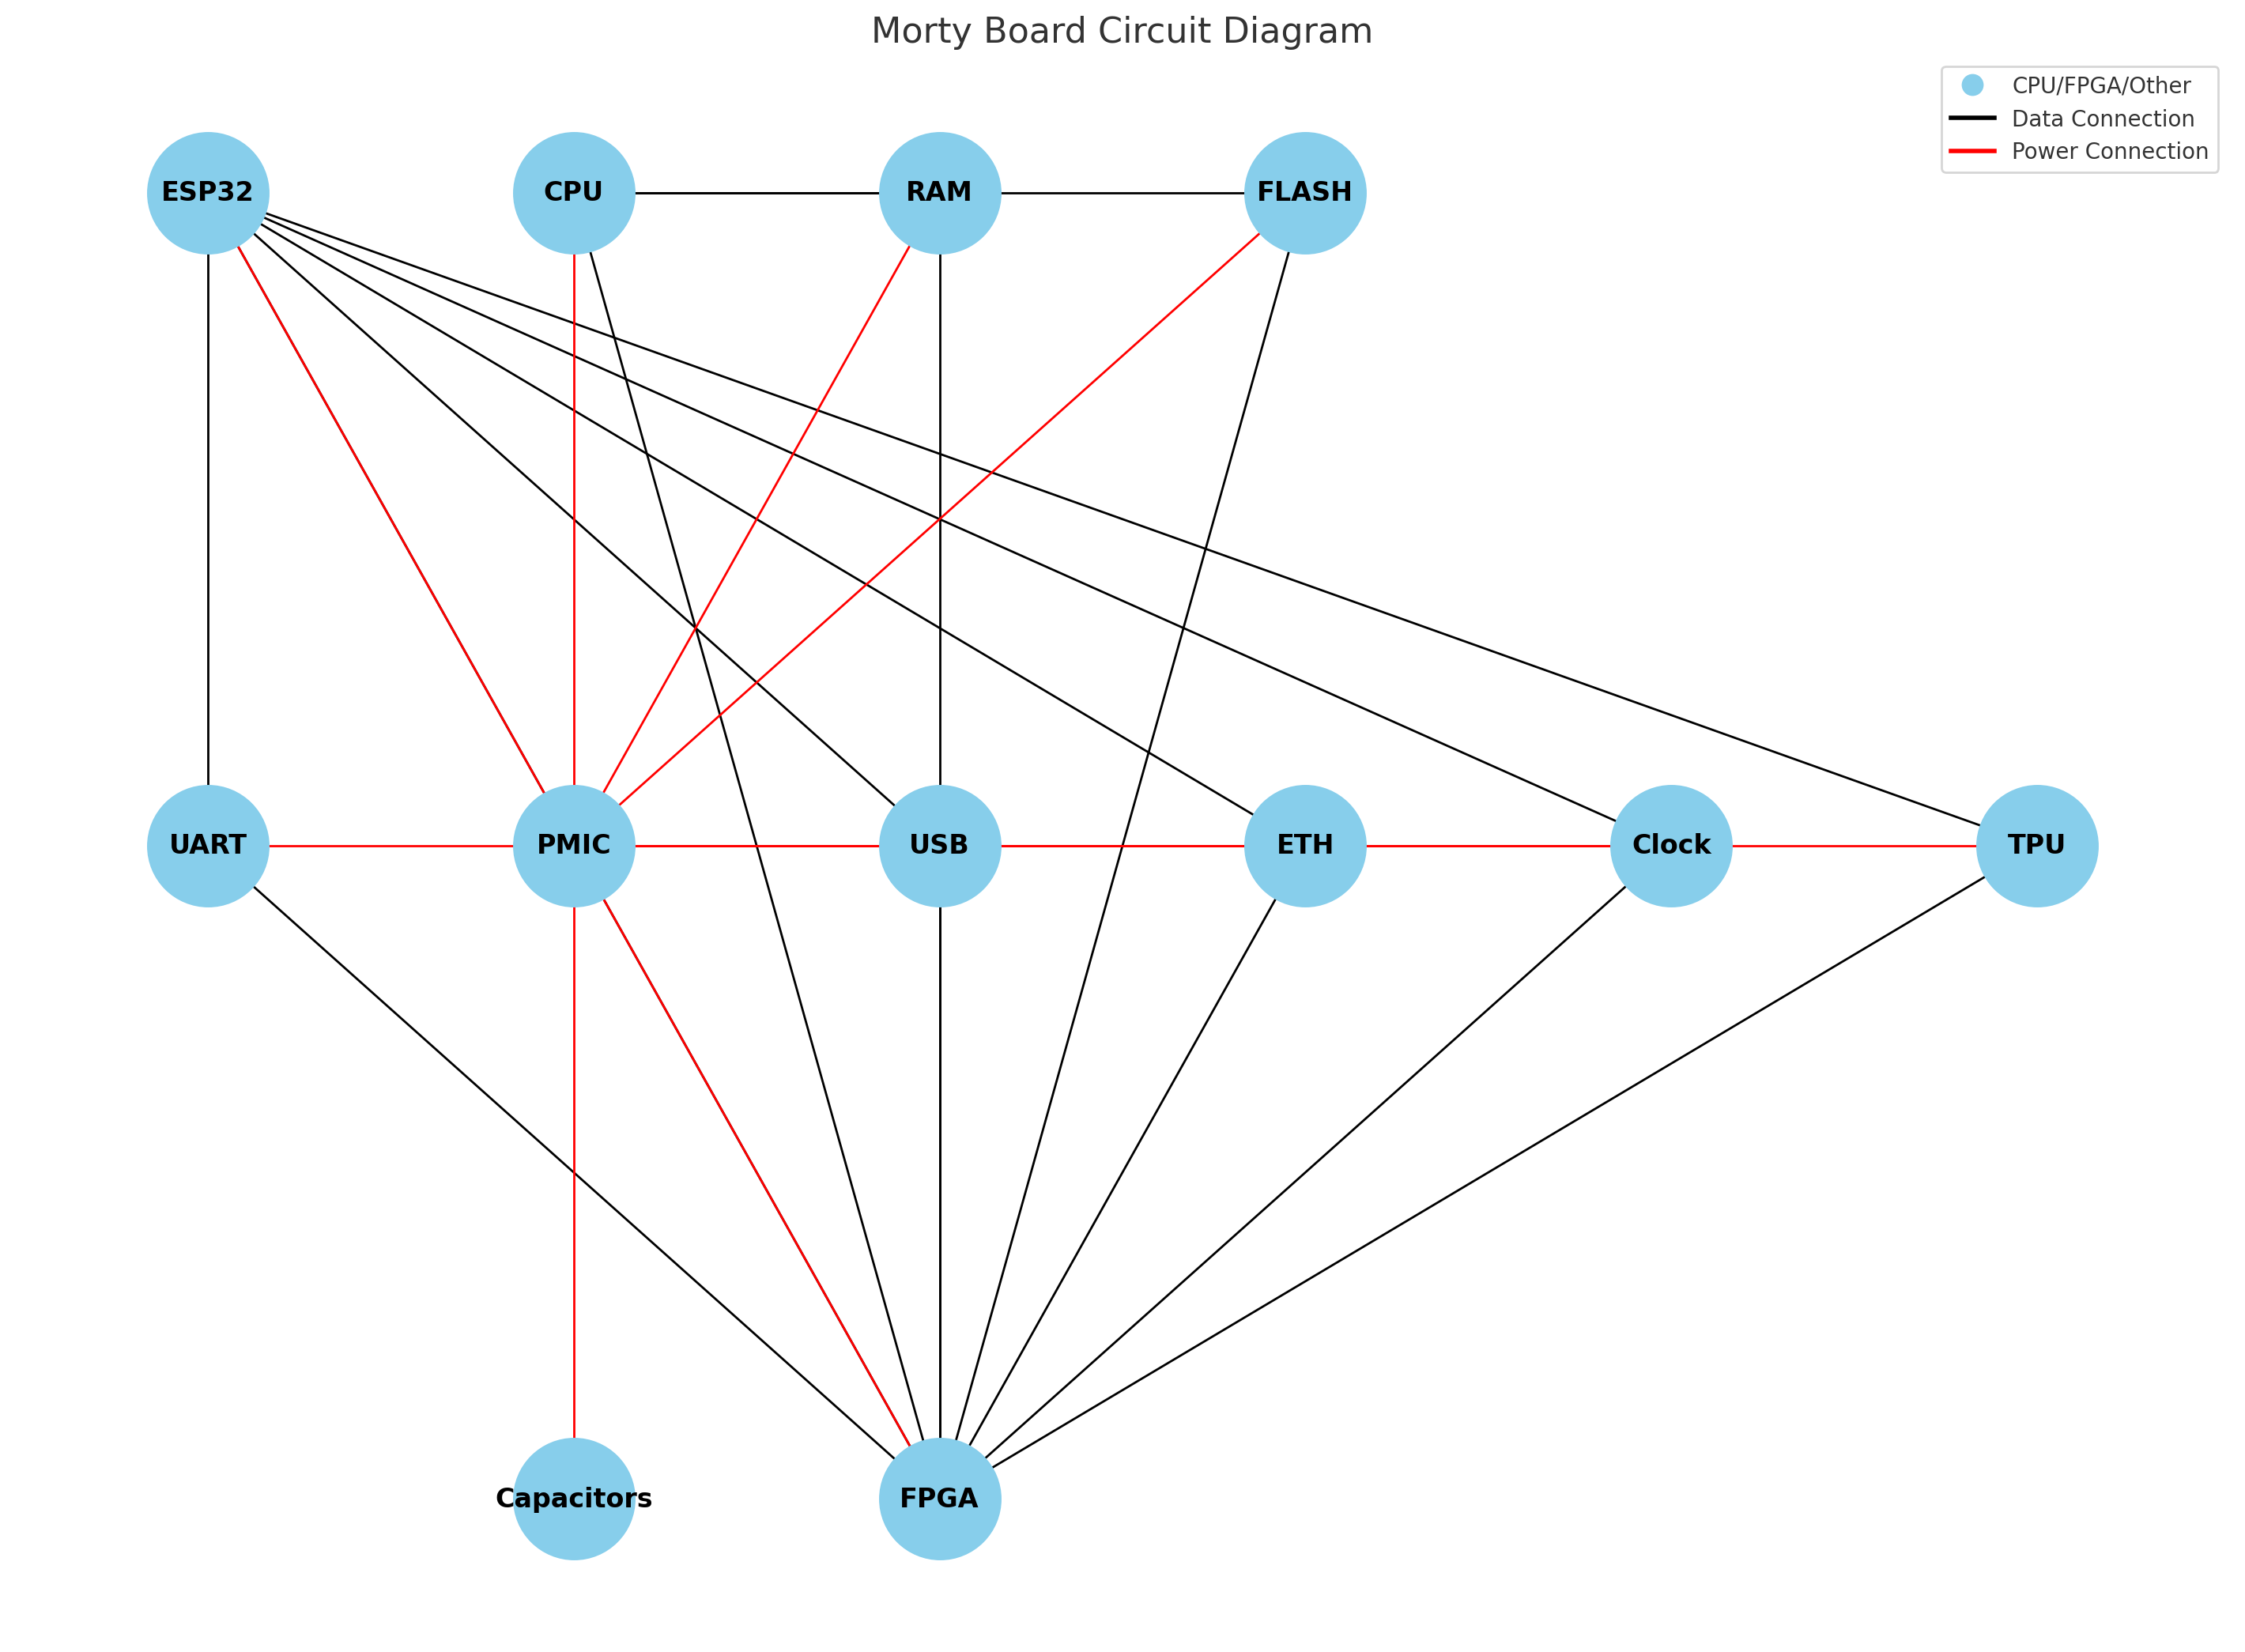 Morty Board Circuit Diagram
CPU/FPGA/Other
Data Connection
Power Connection
ESP32
CPU
RAM
FLASH
UART
PMIC
USB
ETH
Clock
TPU
Capacitors
FPGA